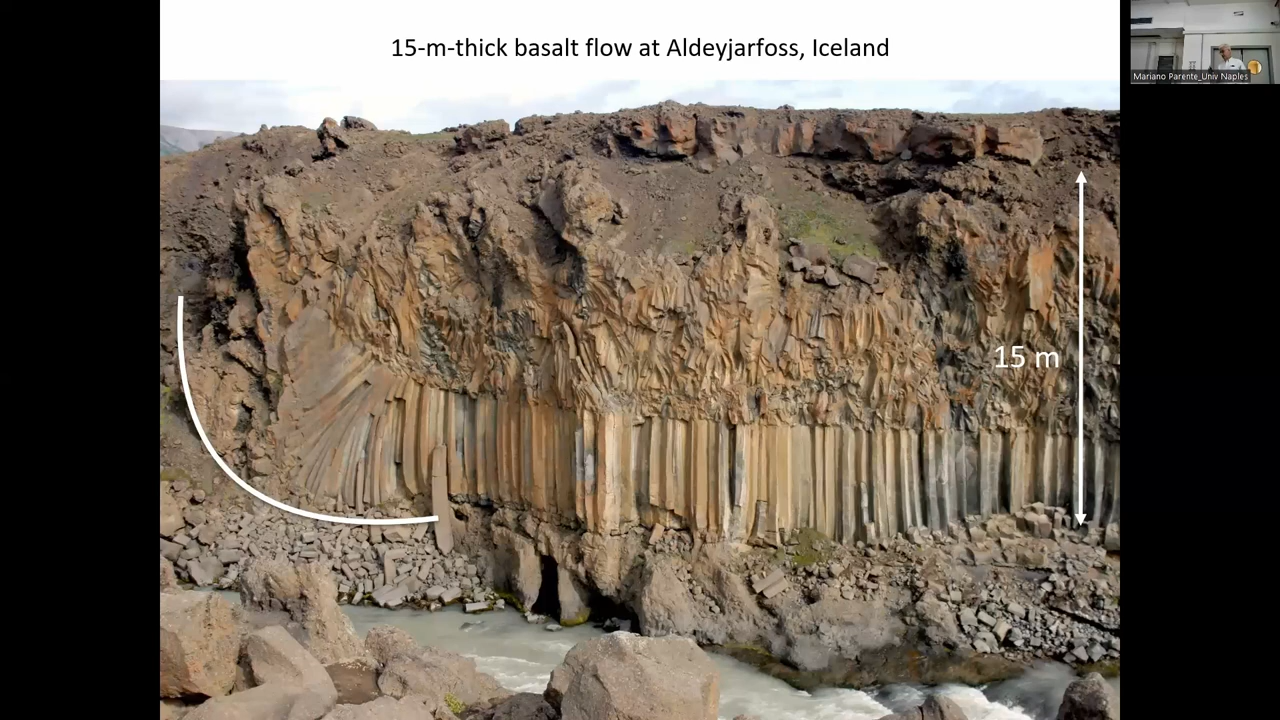 15-m-thick basalt flow at Aldeyjarfoss, Iceland
Mariano Parente_Univ Naples
15 m